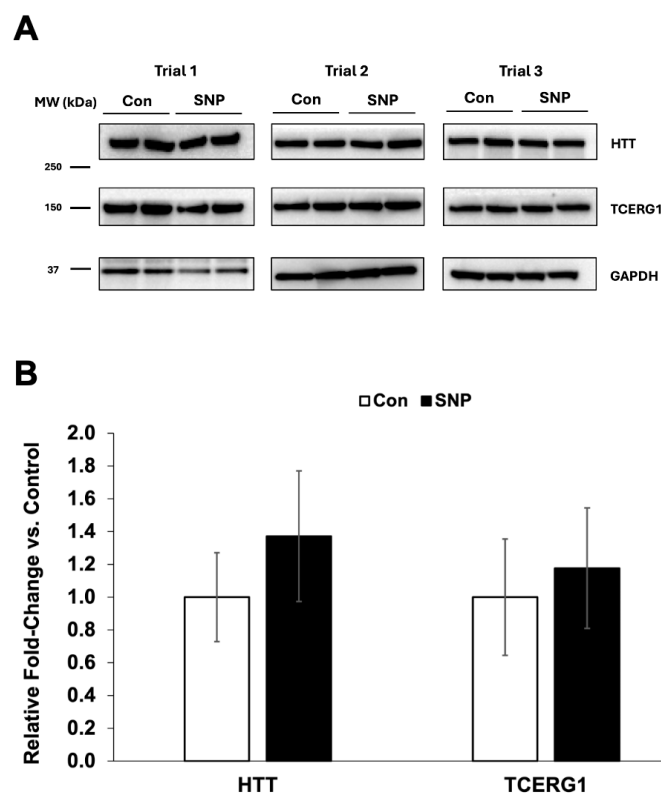 A
Trial 1 Trial 2 Trial 3
MW (kDa) Con SNP Con SNP Con SNP
HTT
250
150 TCERG1
37 GAPDH
B
Con SNP
Relative Fold-Change vs. Control
2.0
1.8
1.6
1.4
1.2
1.0
0.8
0.6
0.4
0.2
0.0
HTT TCERG1